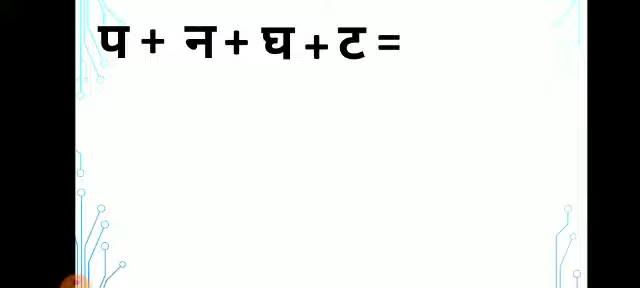 प + न + घ + ट =